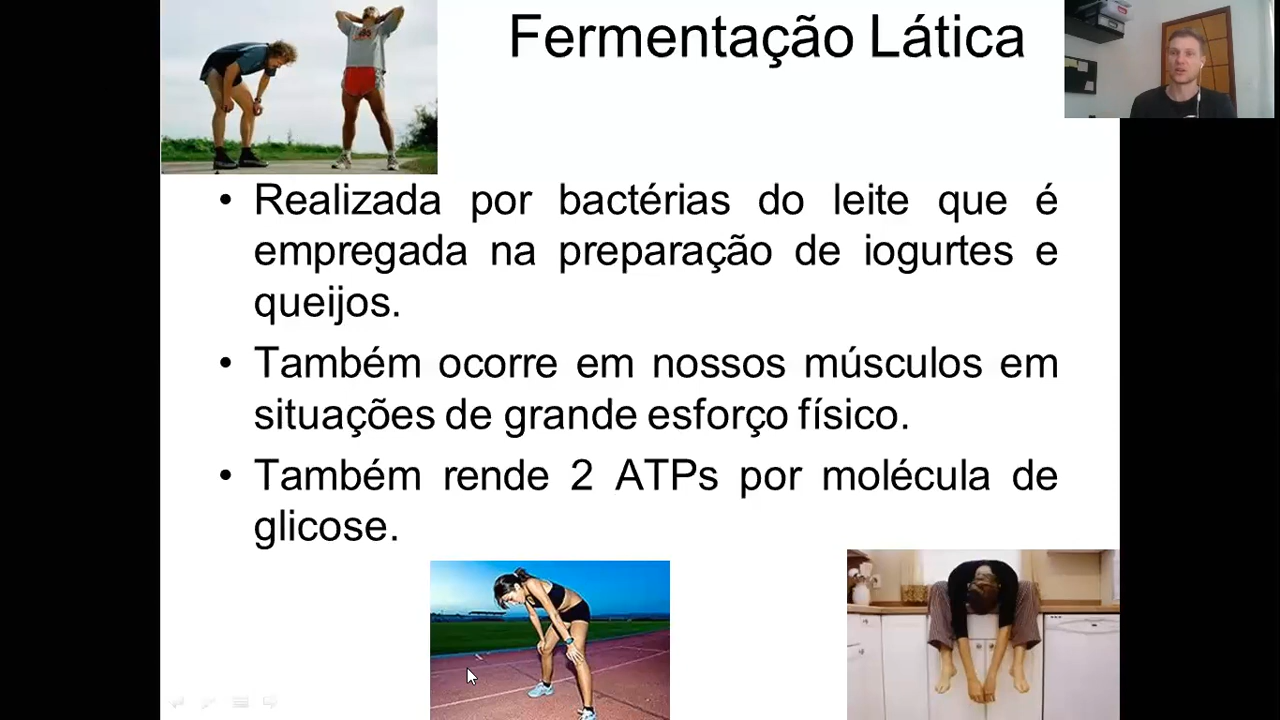 Fermentação Lática
• Realizada por bactérias do leite que é
empregada na preparação de iogurtes e
queijos.
• Também ocorre em nossos músculos em
situações de grande esforço físico.
• Também rende 2 ATPs por molécula de
glicose.